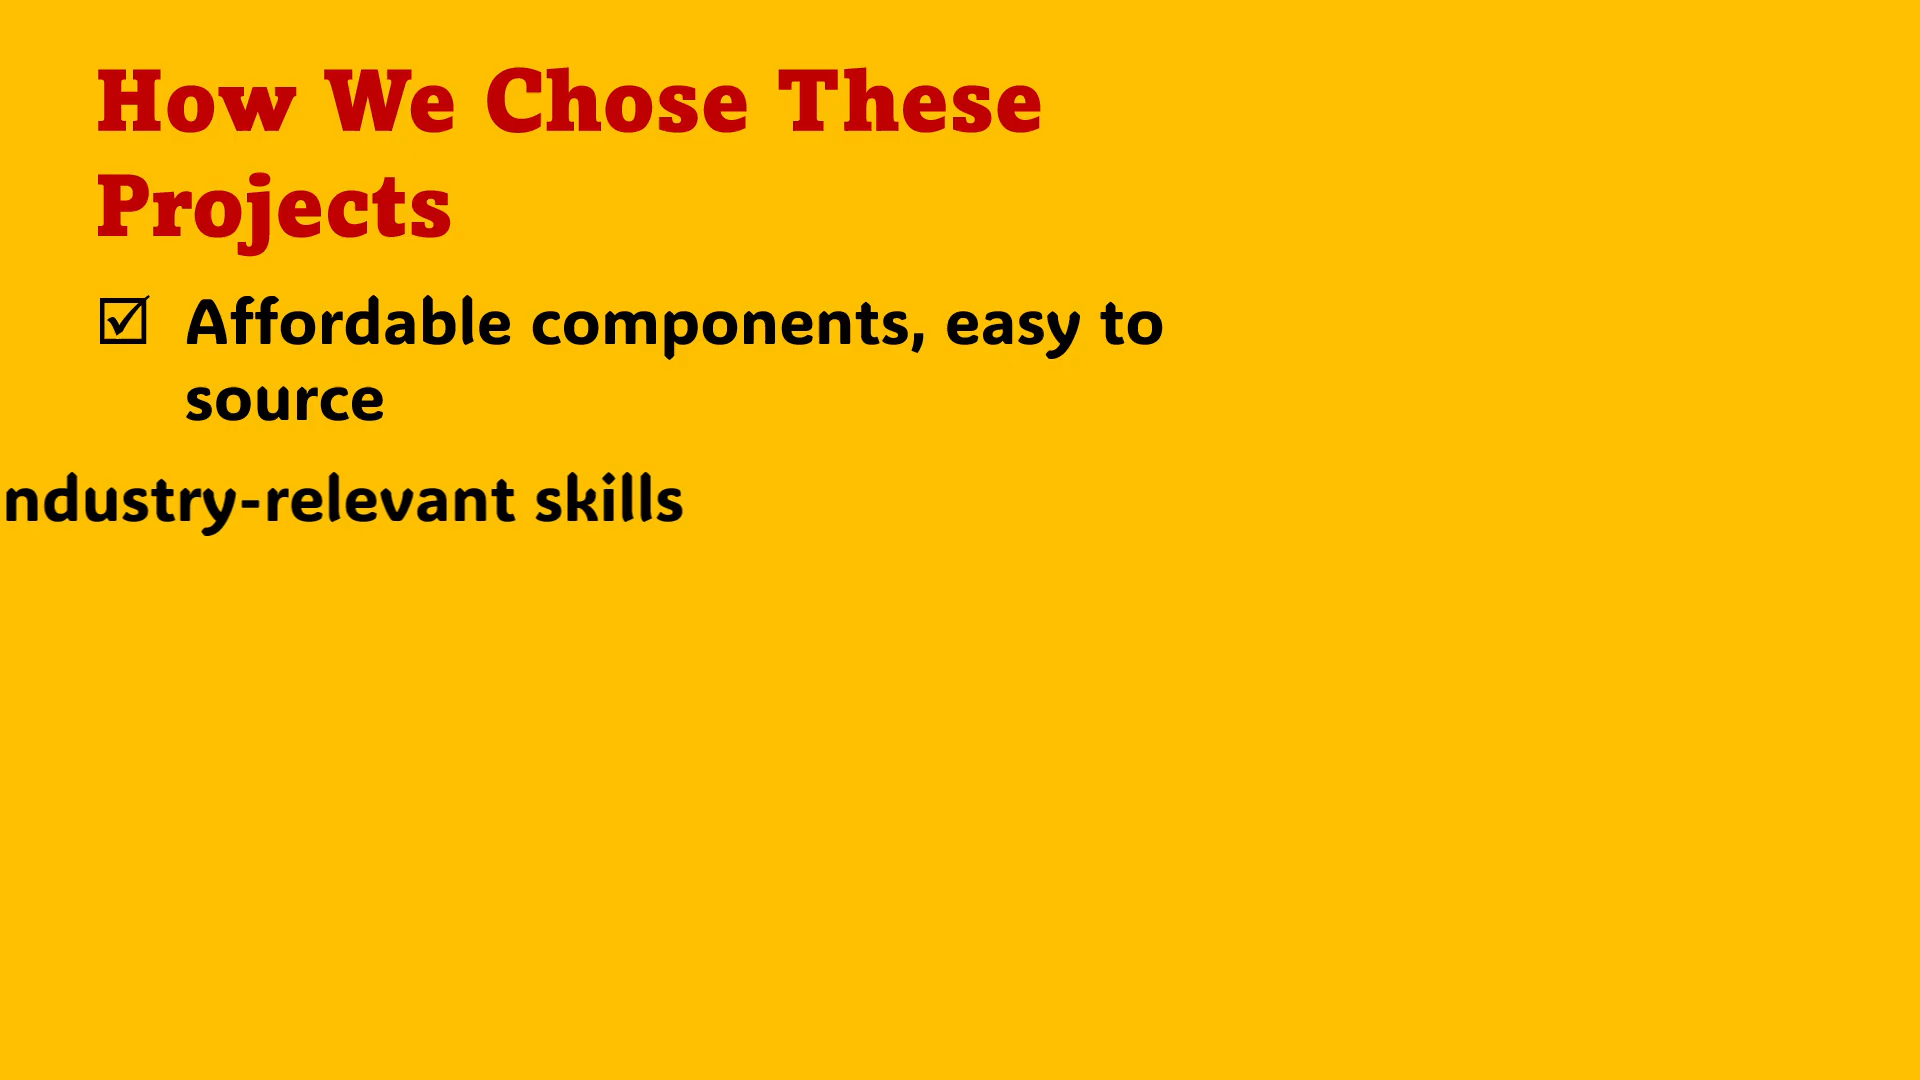 How We Chose These
Projects
☑ Affordable components, easy to
source
ndustry-relevant skills